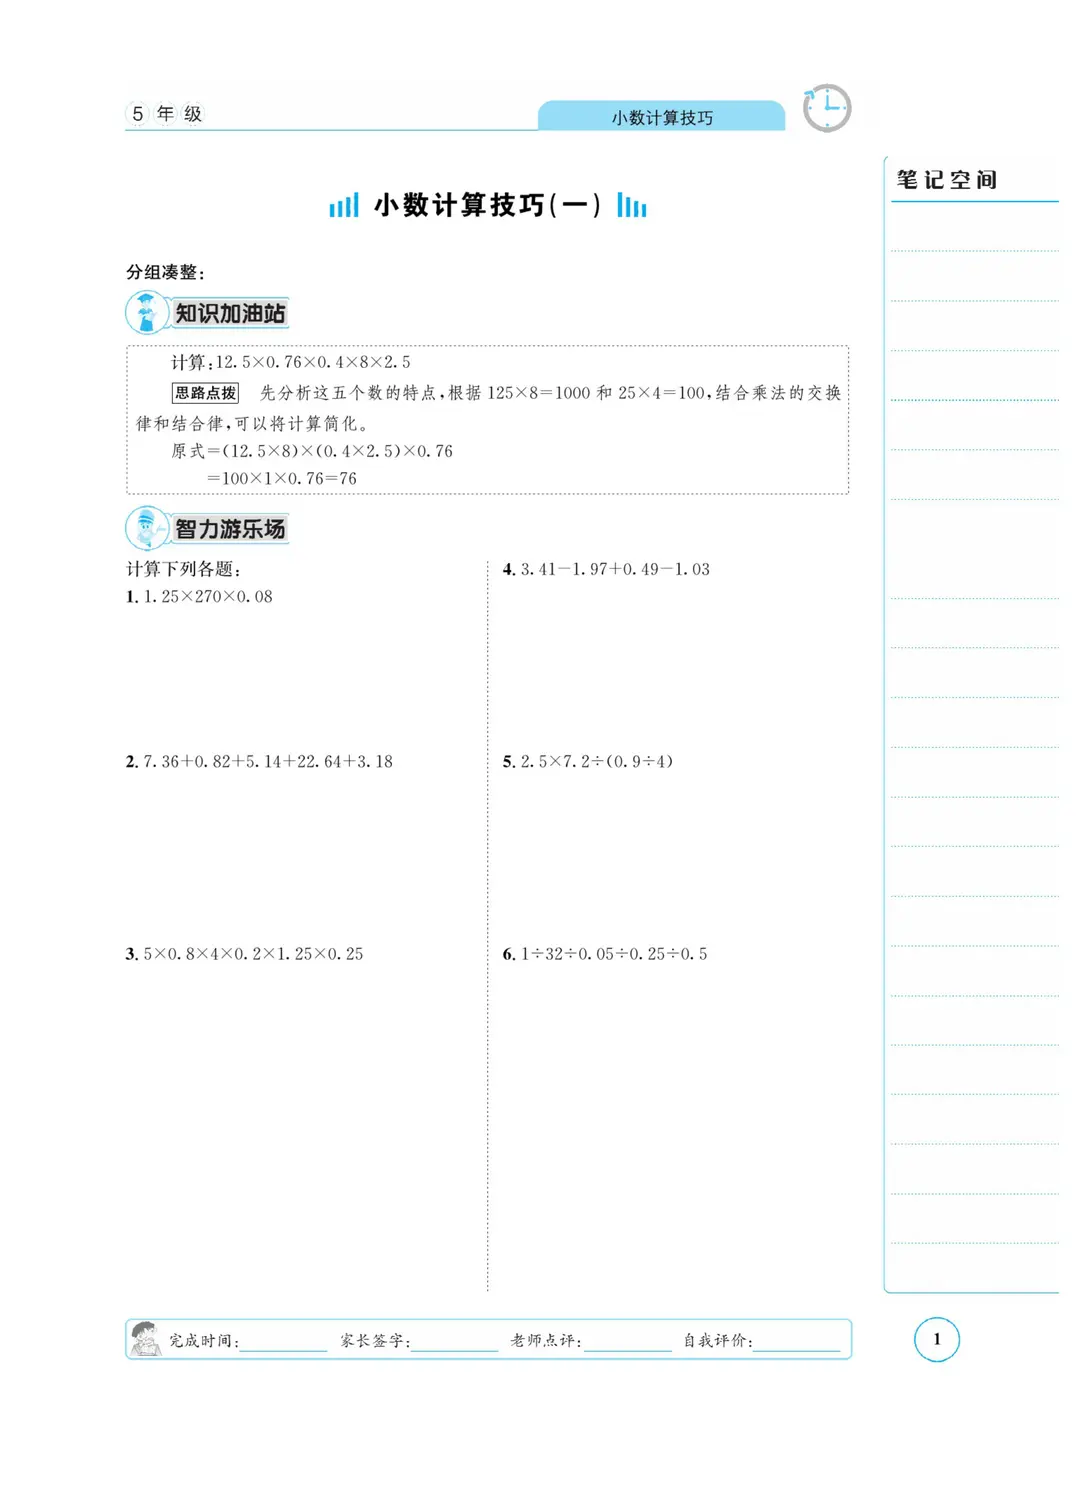 5年级
小数计算技巧
笔记空间
小数计算技巧(一)
分组凑整:
知识加油站
计算:12.5×0.76×0.4×8×2.5
思路点拨 先分析这五个数的特点,根据125×8=1000和25×4=100,结合乘法的交换
律和结合律,可以将计算简化。
原式=(12.5×8)×(0.4×2.5)×0.76
=100×1×0.76=76
智力游乐场
计算下列各题:
1. 1.25×270×0.08
2. 7.36+0.82+5.14+22.64+3.18
3. 5×0.8×4×0.2×1.25×0.25
4. 3.41-1.97+0.49-1.03
5. 2.5×7.2÷(0.9÷4)
6. 1÷32÷0.05÷0.25÷0.5
完成时间: 家长签字: 老师点评: 自我评价:
1